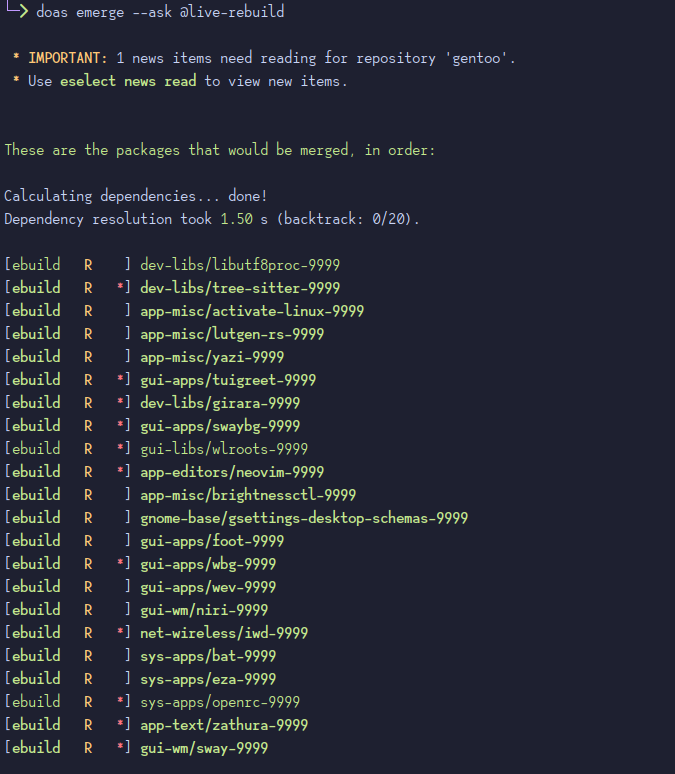 └─> doas emerge --ask @live-rebuild
* IMPORTANT: 1 news items need reading for repository 'gentoo'.
* Use eselect news read to view new items.
These are the packages that would be merged, in order:
Calculating dependencies... done!
Dependency resolution took 1.50 s (backtrack: 0/20).
[ebuild   R    ] dev-libs/libutf8proc-9999
[ebuild   R   *] dev-libs/tree-sitter-9999
[ebuild   R    ] app-misc/activate-linux-9999
[ebuild   R    ] app-misc/lutgen-rs-9999
[ebuild   R    ] app-misc/yazi-9999
[ebuild   R   *] gui-apps/tuigreet-9999
[ebuild   R   *] dev-libs/girara-9999
[ebuild   R   *] gui-apps/swaybg-9999
[ebuild   R   *] gui-libs/wlroots-9999
[ebuild   R   *] app-editors/neovim-9999
[ebuild   R    ] app-misc/brightnessctl-9999
[ebuild   R    ] gnome-base/gsettings-desktop-schemas-9999
[ebuild   R    ] gui-apps/foot-9999
[ebuild   R   *] gui-apps/wbg-9999
[ebuild   R    ] gui-apps/wev-9999
[ebuild   R    ] gui-wm/niri-9999
[ebuild   R   *] net-wireless/iwd-9999
[ebuild   R    ] sys-apps/bat-9999
[ebuild   R    ] sys-apps/eza-9999
[ebuild   R   *] sys-apps/openrc-9999
[ebuild   R   *] app-text/zathura-9999
[ebuild   R   *] gui-wm/sway-9999